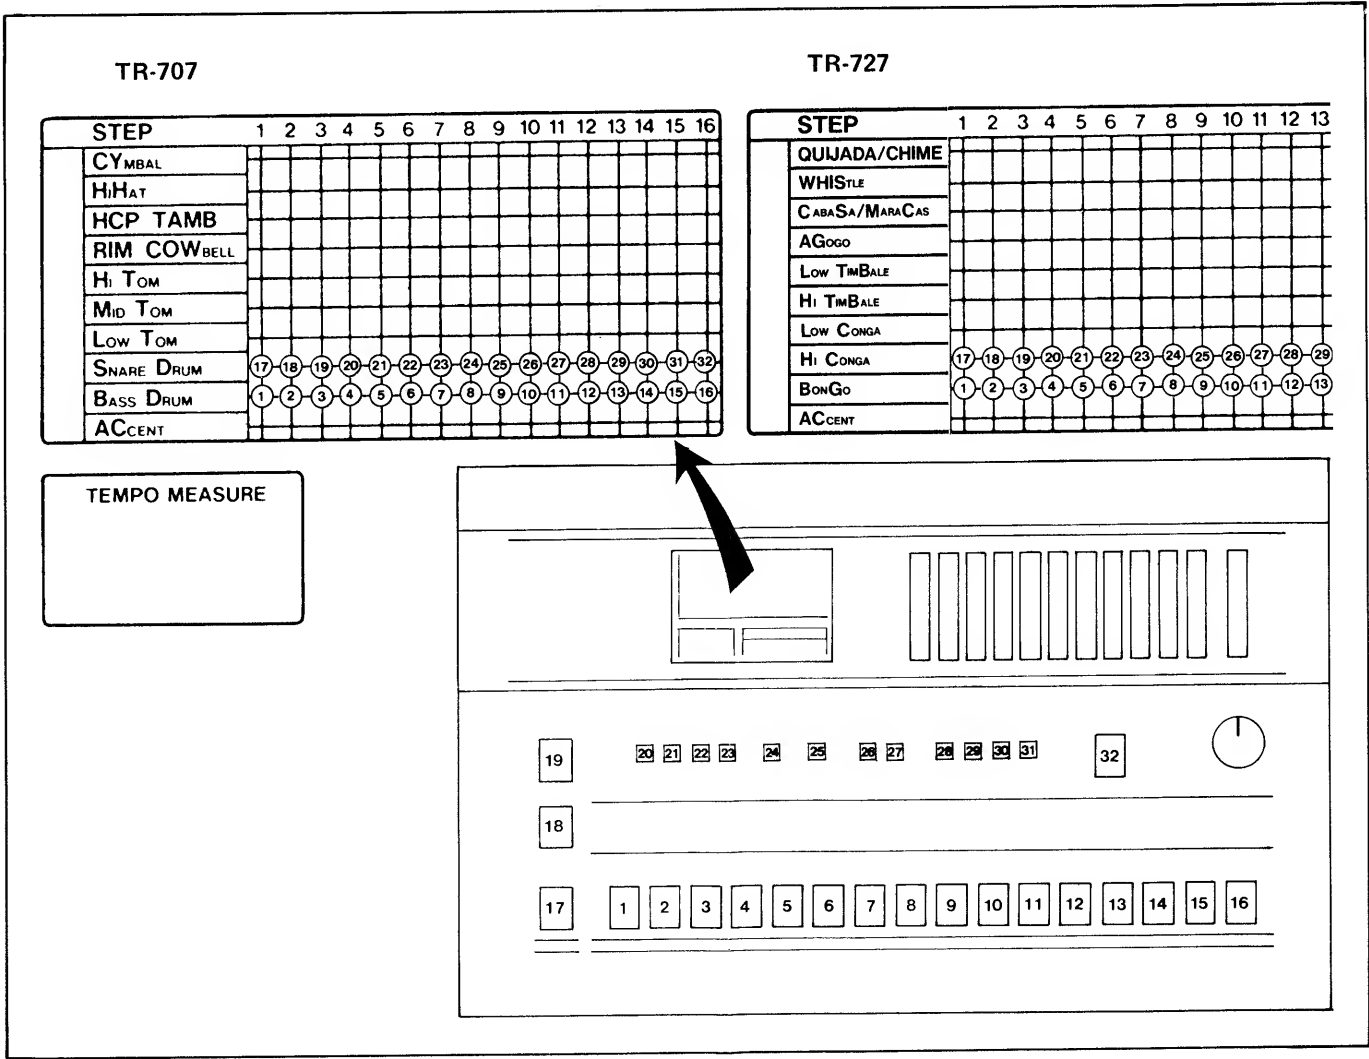 TR-707
STEP 1 2 3 4 5 6 7 8 9 10 11 12 13 14 15 16
CYMBAL
HiHAT
HCP TAMB
RIM COWBELL
HI TOM
MID TOM
LOW TOM
SNARE DRUM 17 18 19 20 21 22 23 24 25 26 27 28 29 30 31 32
BASS DRUM 1 2 3 4 5 6 7 8 9 10 11 12 13 14 15 16
ACCENT
TR-727
STEP 1 2 3 4 5 6 7 8 9 10 11 12 13
QUIJADA/CHIME
WHISTLE
CABASA/MARACAS
AGOGO
LOW TIMBALE
HI TIMBALE
LOW CONGA
HI CONGA 17 18 19 20 21 22 23 24 25 26 27 28 29
BONGO 1 2 3 4 5 6 7 8 9 10 11 12 13
ACCENT
TEMPO MEASURE
19 20 21 22 23 24 25 26 27 28 29 30 31 32
18
17 1 2 3 4 5 6 7 8 9 10 11 12 13 14 15 16